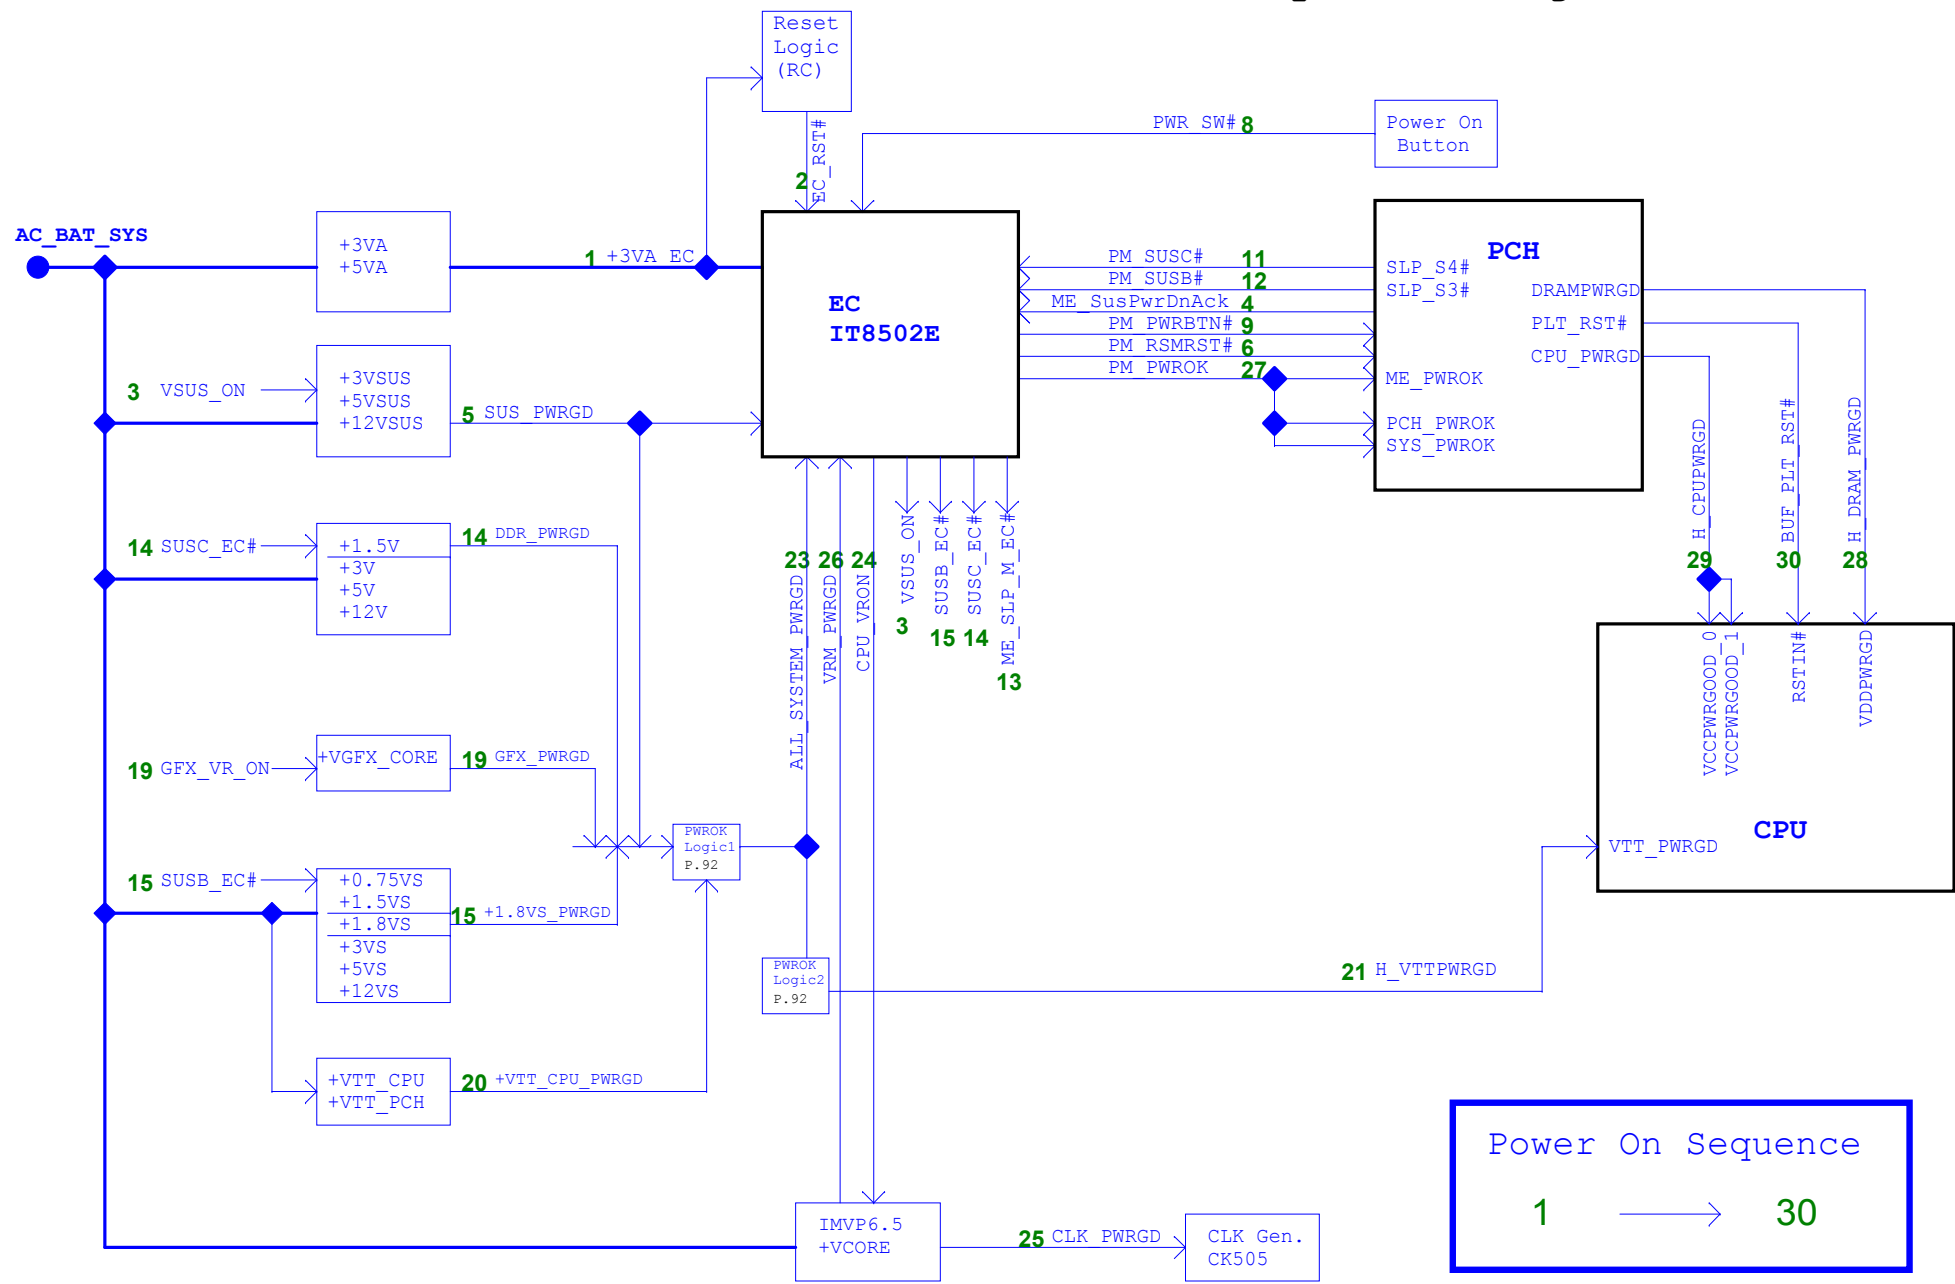 Reset
Logic
(RC)
EC_RST#
2
PWR_SW# 8
Power On
Button
AC_BAT_SYS
+3VA
+5VA
1 +3VA_EC
EC
IT8502E
PCH
PM_SUSC# 11
PM_SUSB# 12
ME_SusPwrDnAck 4
PM_PWRBTN# 9
PM_RSMRST# 6
PM_PWROK 27
SLP_S4#
SLP_S3#
ME_PWROK
PCH_PWROK
SYS_PWROK
DRAMPWRGD
PLT_RST#
CPU_PWRGD
3 VSUS_ON
+3VSUS
+5VSUS
+12VSUS
5 SUS_PWRGD
14 SUSC_EC#
+1.5V
+3V
+5V
+12V
14 DDR_PWRGD
23 ALL_SYSTEM_PWRGD
26 VRM_PWRGD
24 CPU_VRON
VSUS_ON 3
SUSB_EC# 15
SUSC_EC# 14
ME_SLP_M_EC# 13
H_CPUPWRGD 29
BUF_PLT_RST# 30
H_DRAM_PWRGD 28
VCCPWRGOOD_0
VCCPWRGOOD_1
RSTIN#
VDDPWRGD
CPU
VTT_PWRGD
19 GFX_VR_ON
+VGFX_CORE
19 GFX_PWRGD
PWROK
Logic1
P.92
15 SUSB_EC#
+0.75VS
+1.5VS
+1.8VS
+3VS
+5VS
+12VS
15 +1.8VS_PWRGD
PWROK
Logic2
P.92
21 H_VTTPWRGD
+VTT_CPU
+VTT_PCH
20 +VTT_CPU_PWRGD
IMVP6.5
+VCORE
25 CLK_PWRGD
CLK Gen.
CK505
Power On Sequence
1 30